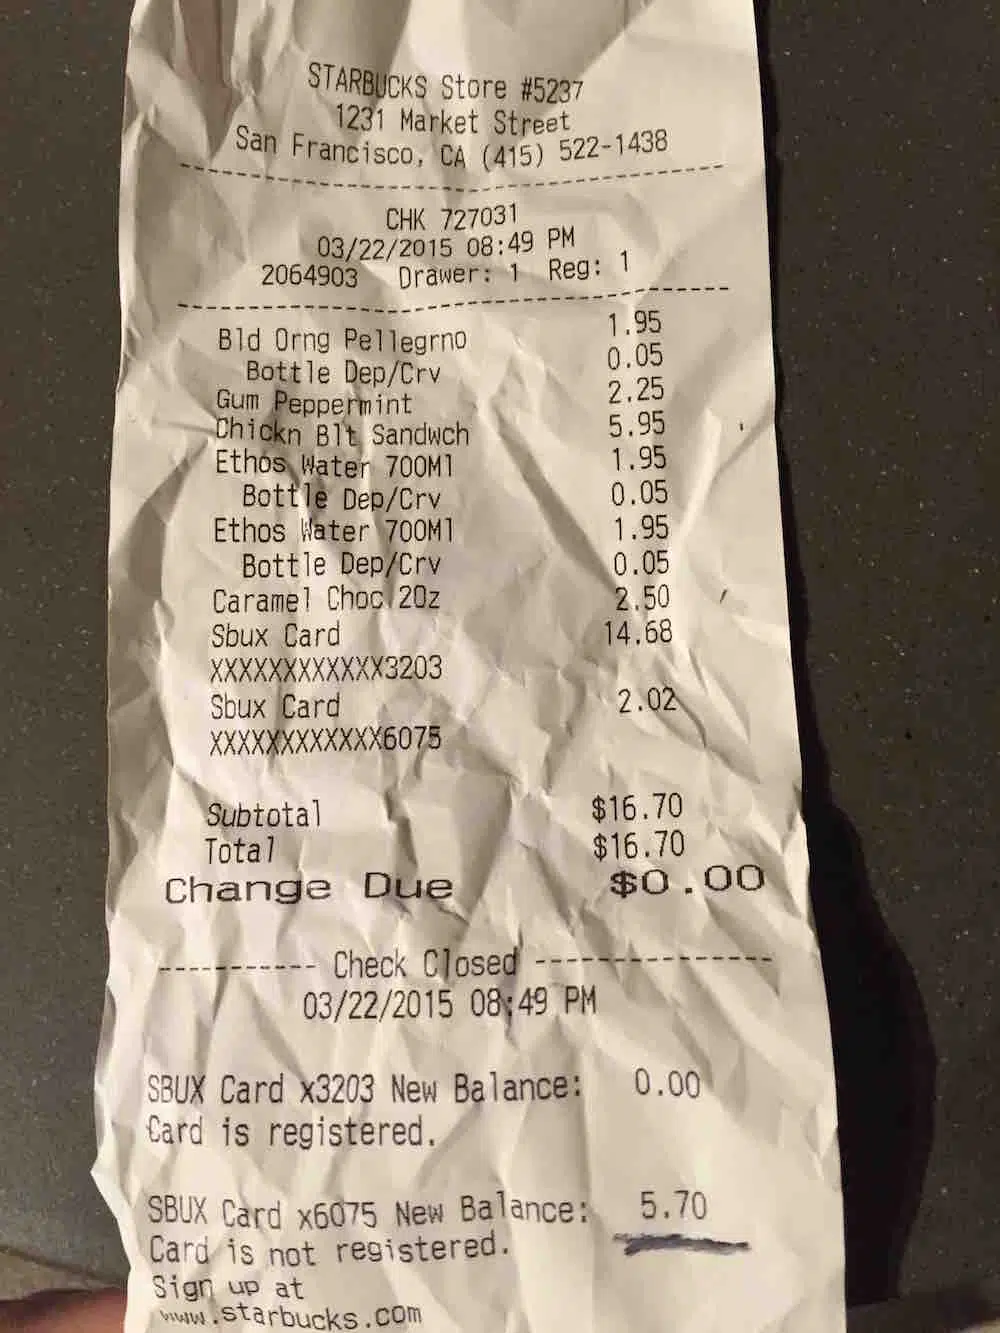 STARBUCKS Store #5237
1231 Market Street
San Francisco, CA (415) 522-1438
CHK 727031
03/22/2015 08:49 PM
2064903 Drawer: 1 Reg: 1
Bld Orng Pellegrno 1.95
Bottle Dep/Crv 0.05
Gum Peppermint 2.25
Chickn Blt Sandwch 5.95
Ethos Water 700Ml 1.95
Bottle Dep/Crv 0.05
Ethos Water 700Ml 1.95
Bottle Dep/Crv 0.05
Caramel Choc 2Oz 2.50
Sbux Card 14.68
XXXXXXXXXXXX3203
Sbux Card 2.02
XXXXXXXXXXXX6075
Subtotal $16.70
Total $16.70
Change Due $0.00
----------- Check Closed ---------------
03/22/2015 08:49 PM
SBUX Card x3203 New Balance: 0.00
Card is registered.
SBUX Card x6075 New Balance: 5.70
Card is not registered.
Sign up at
www.starbucks.com